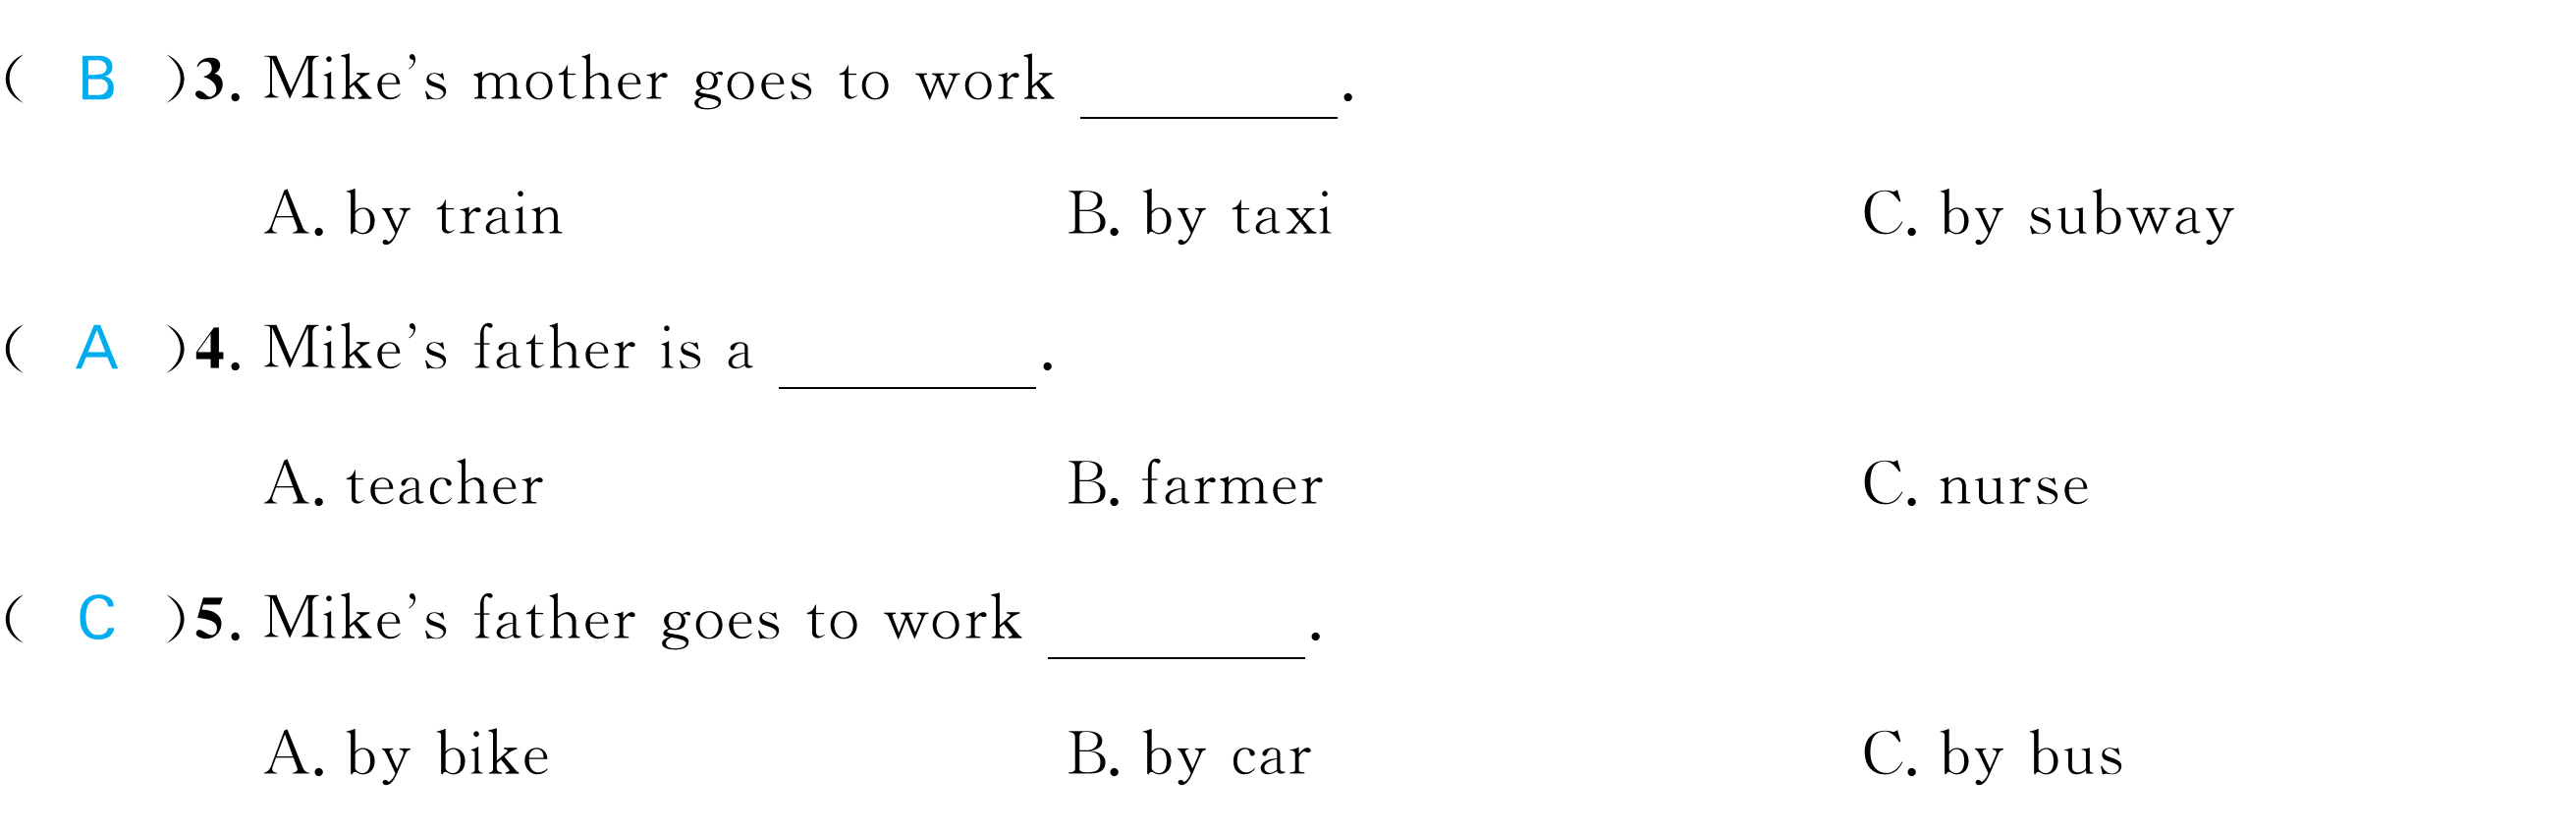 ( B )3. Mike's mother goes to work ________.
A. by train B. by taxi C. by subway
( A )4. Mike's father is a ________.
A. teacher B. farmer C. nurse
( C )5. Mike's father goes to work ________.
A. by bike B. by car C. by bus